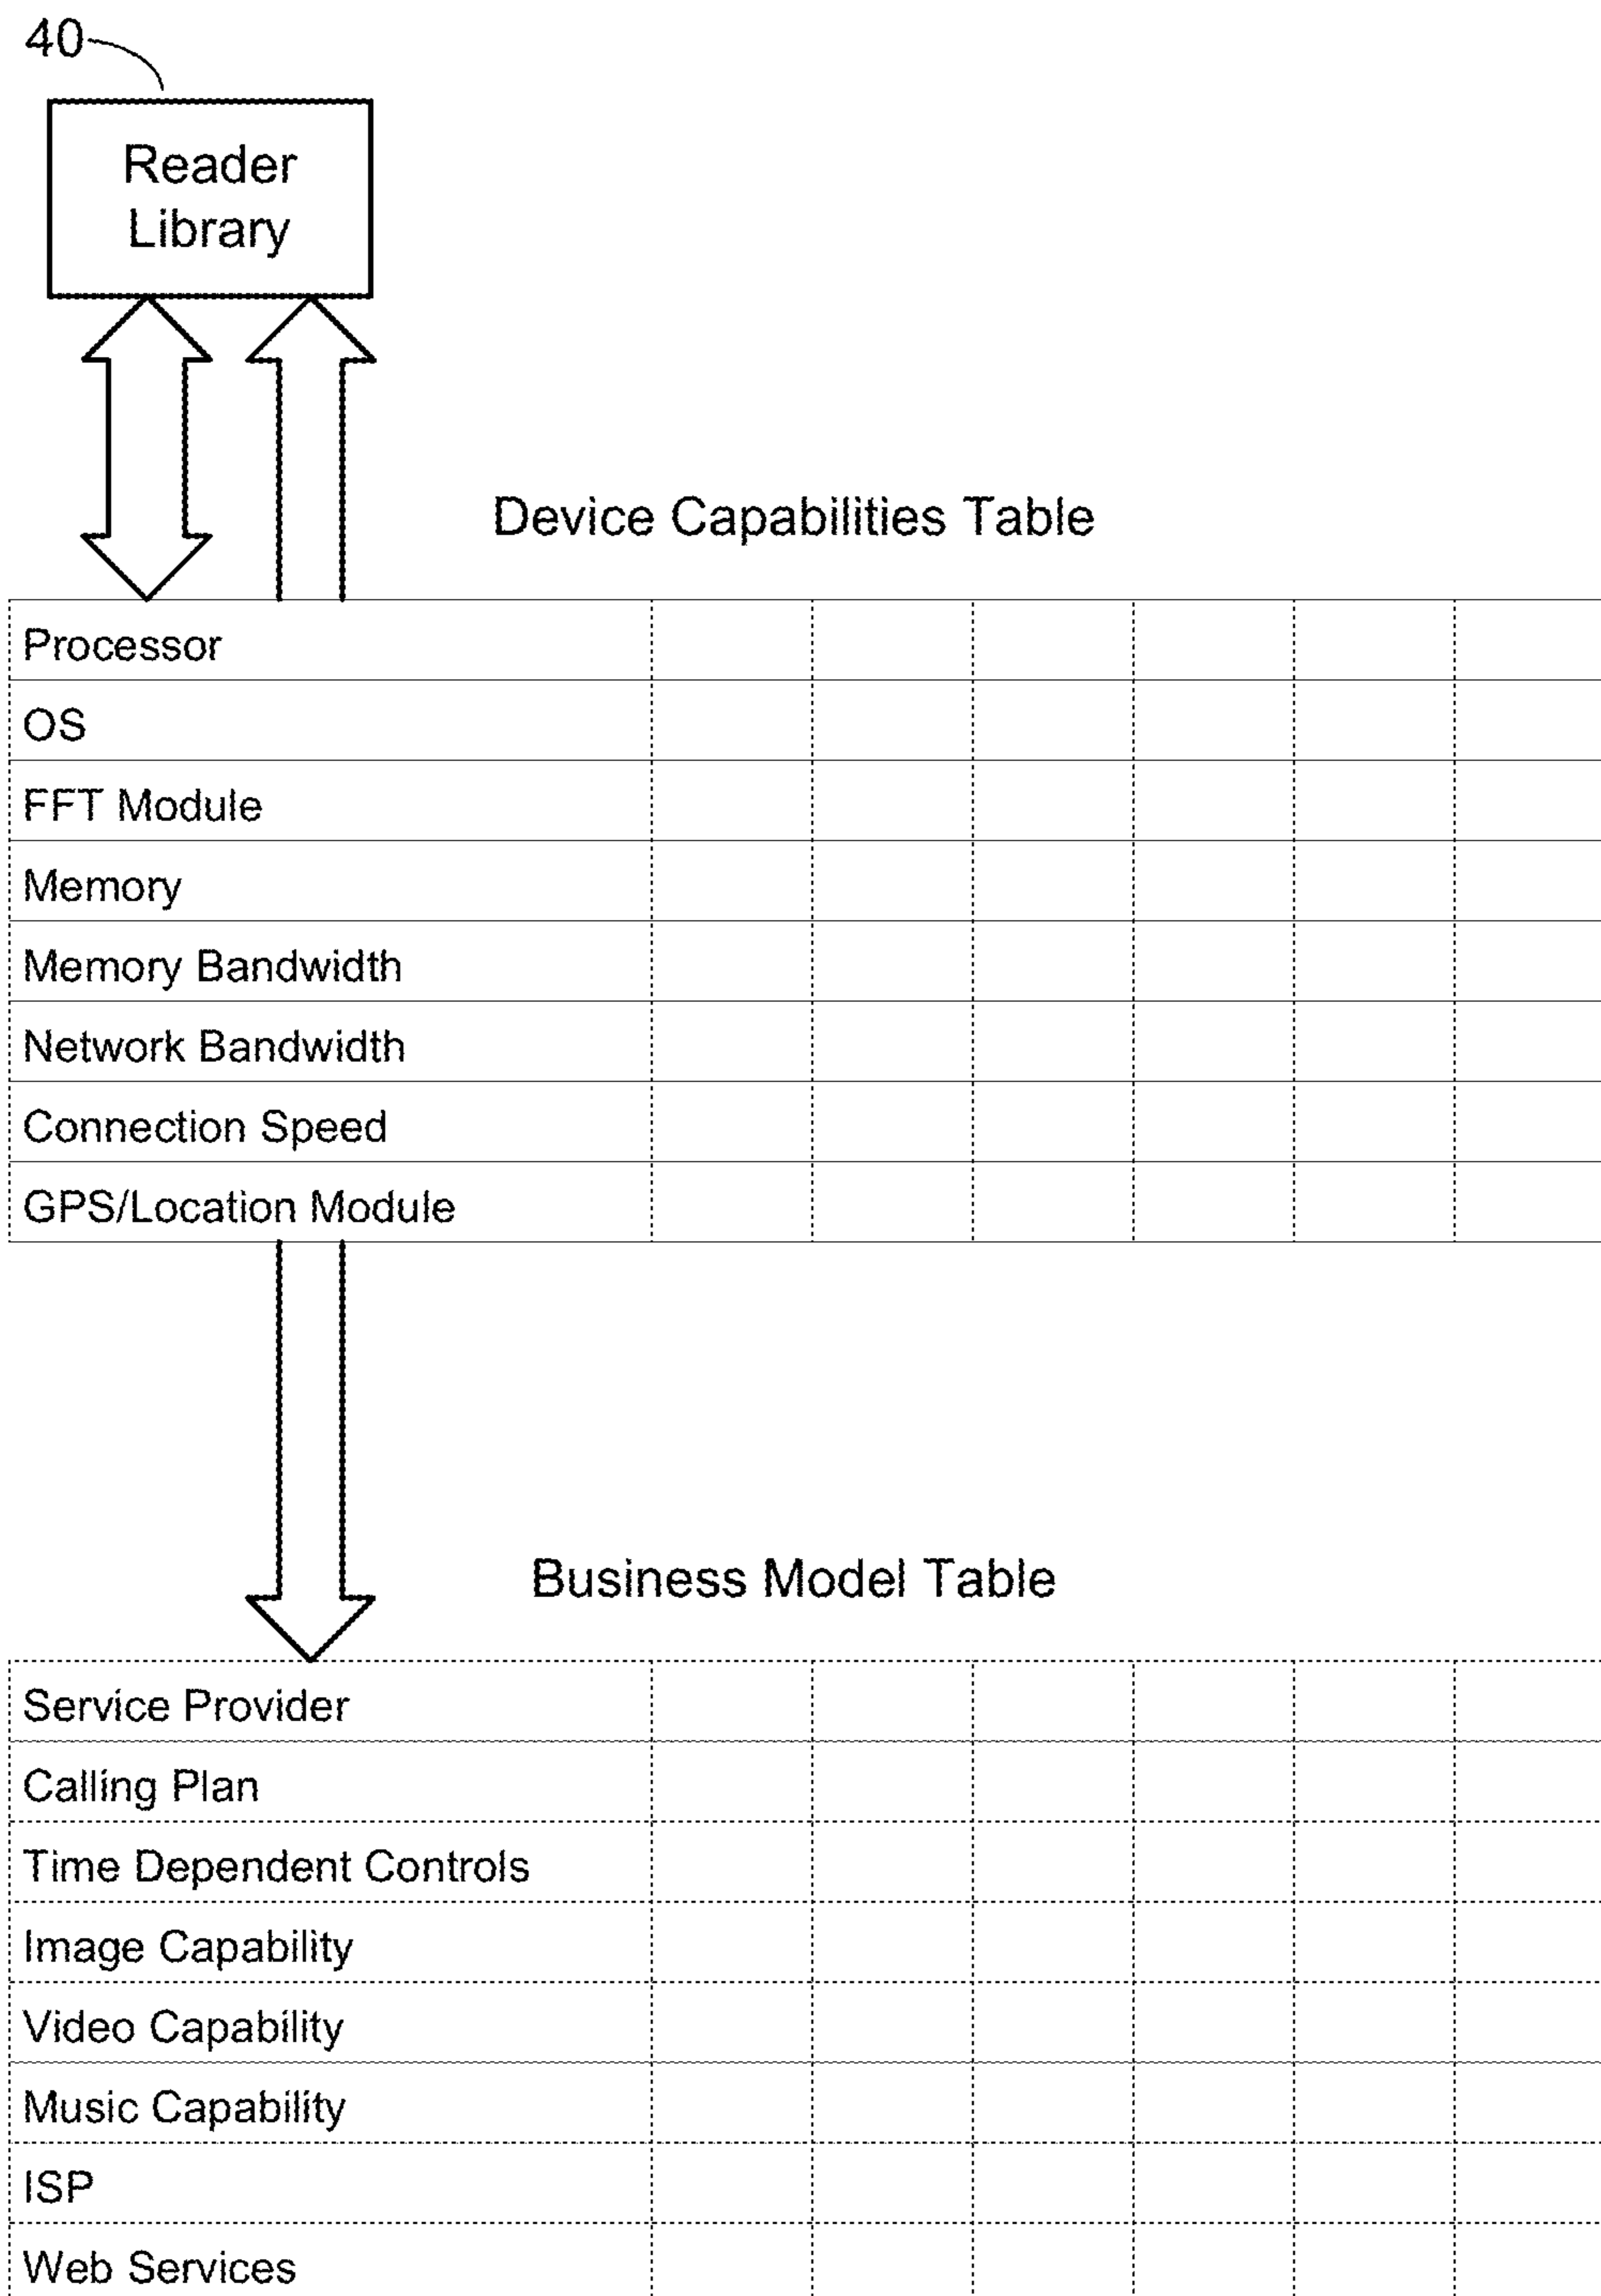 40
Reader
Library
Device Capabilities Table
Processor
OS
FFT Module
Memory
Memory Bandwidth
Network Bandwidth
Connection Speed
GPS/Location Module
Business Model Table
Service Provider
Calling Plan
Time Dependent Controls
Image Capability
Video Capability
Music Capability
ISP
Web Services